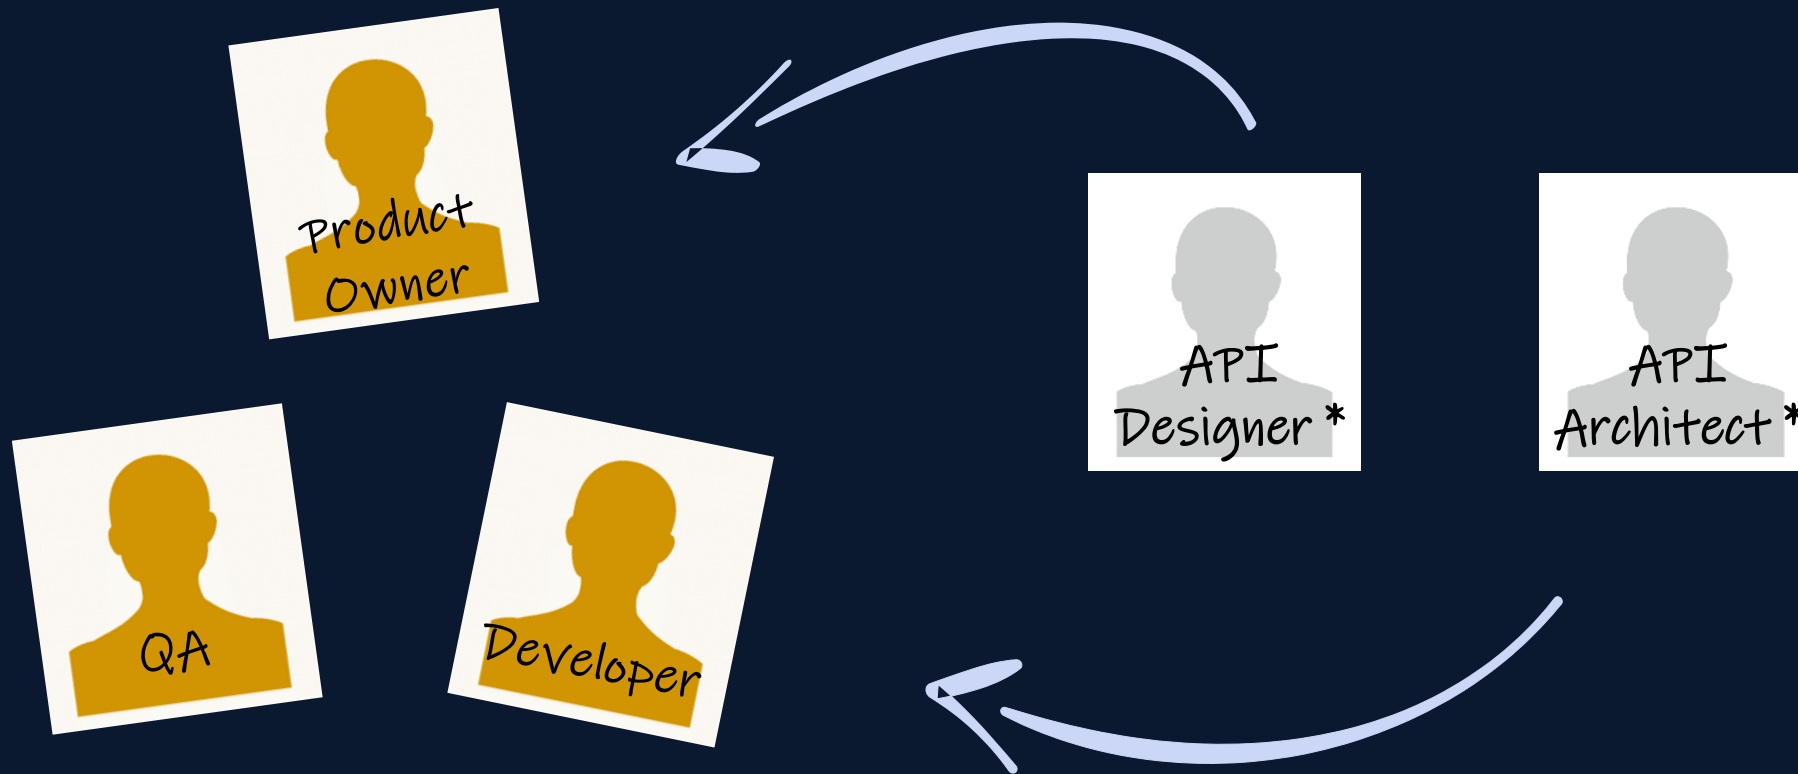 Product
Owner
API
Designer *
API
Architect *
QA
Developer